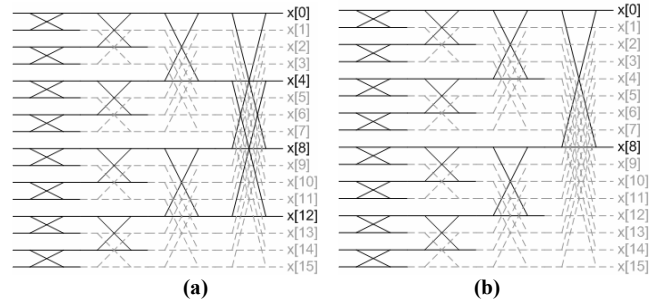 x[0]
x[1]
x[2]
x[3]
x[4]
x[5]
x[6]
x[7]
x[8]
x[9]
x[10]
x[11]
x[12]
x[13]
x[14]
x[15]
(a)
x[0]
x[1]
x[2]
x[3]
x[4]
x[5]
x[6]
x[7]
x[8]
x[9]
x[10]
x[11]
x[12]
x[13]
x[14]
x[15]
(b)